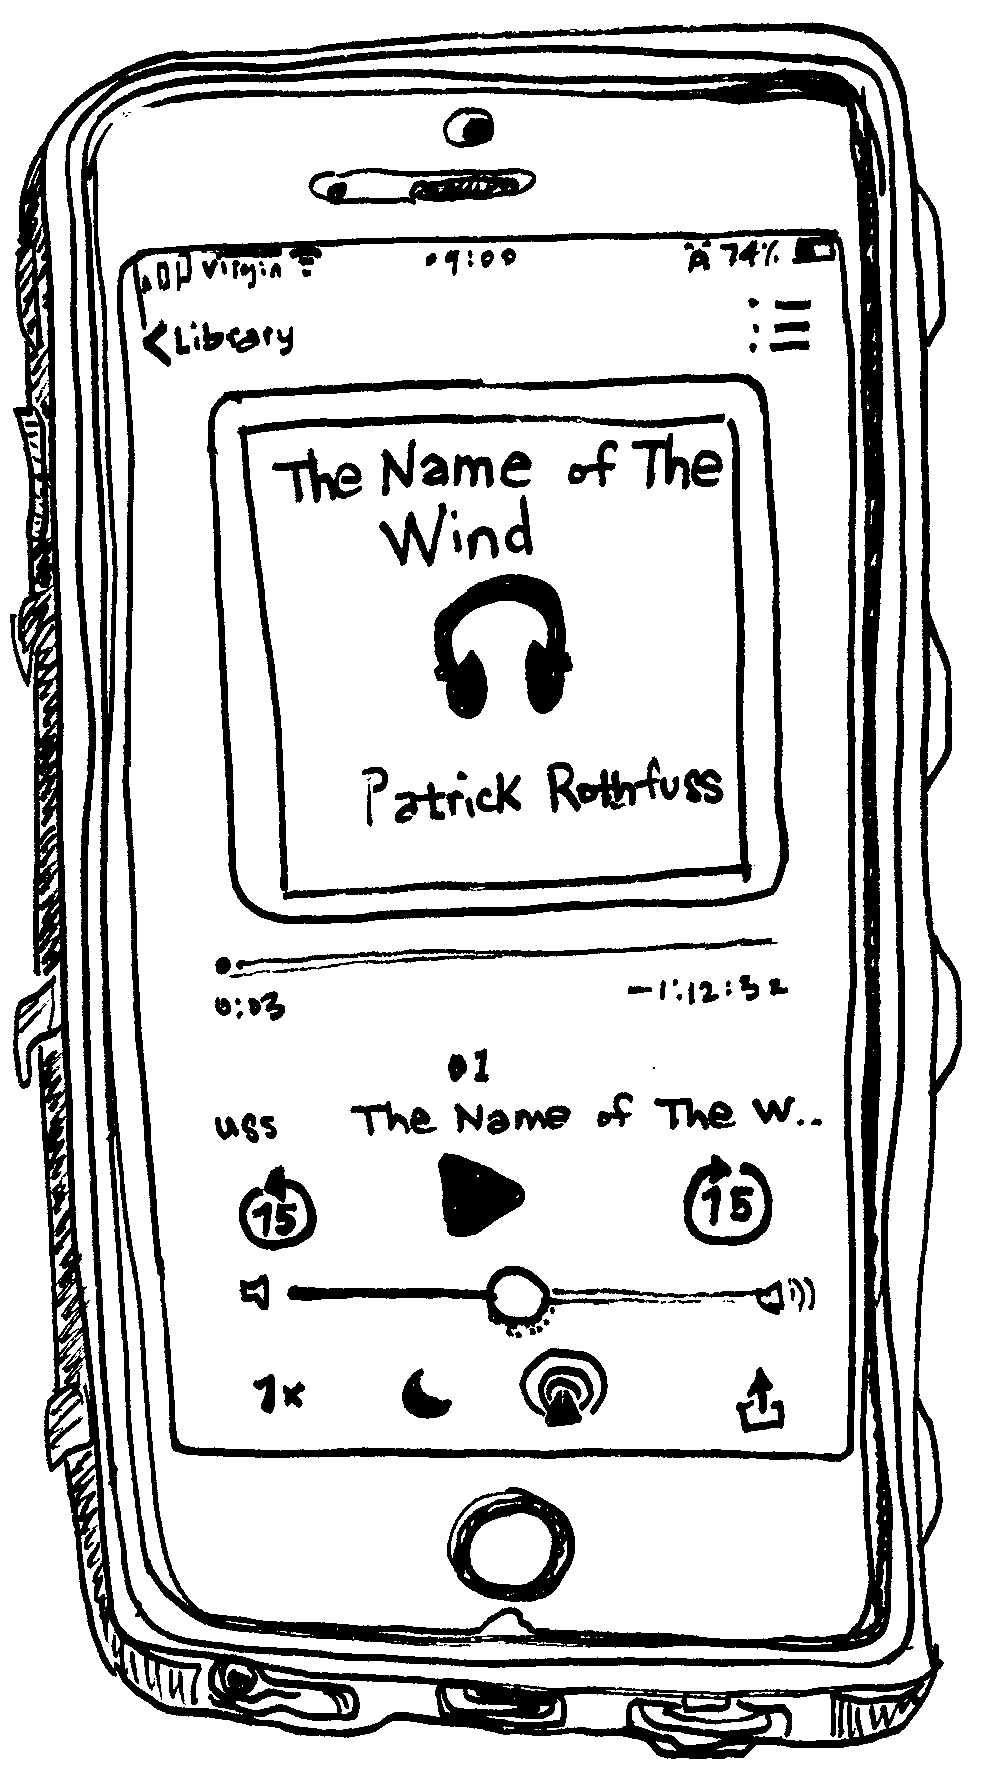 Virgin 09:00 74%
Library
The Name of The
Wind
Patrick Rothfuss
0:03 -1:12:52
01
uss The Name of The W..
15 15
1x